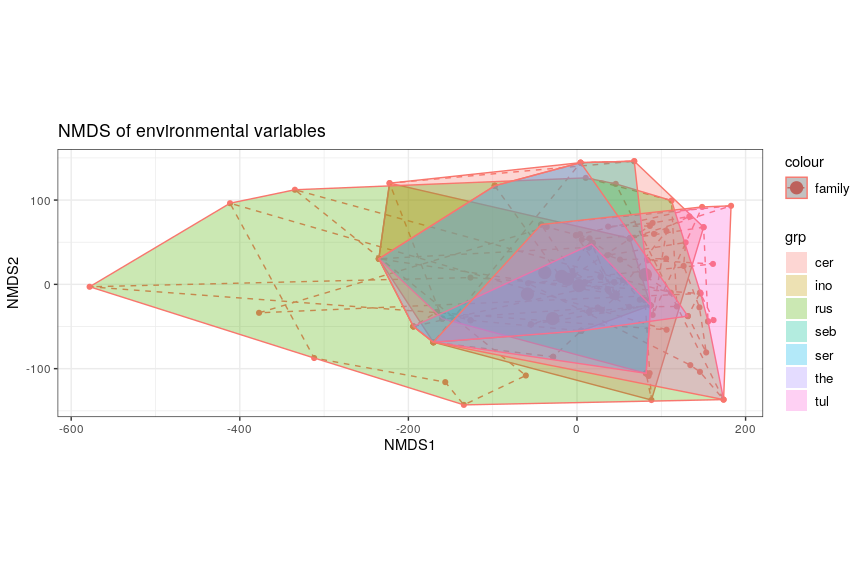 NMDS of environmental variables
NMDS2
100
0
-100
-600
-400
-200
0
200
NMDS1
colour
family
grp
cer
ino
rus
seb
ser
the
tul